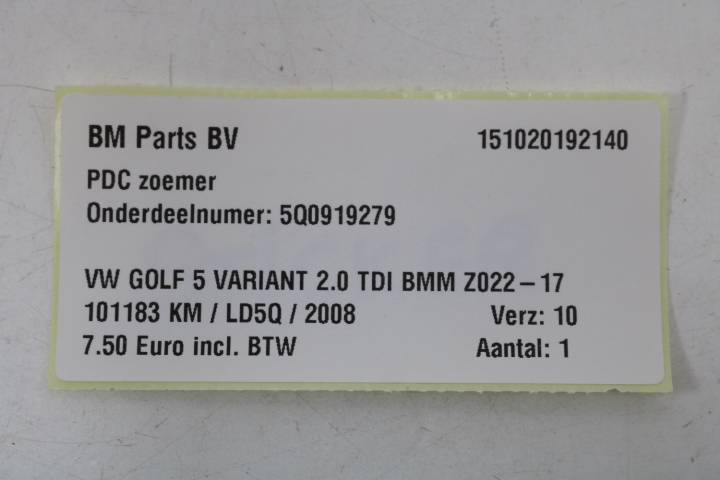 BM Parts BV 151020192140
PDC zoemer
Onderdeelnumer: 5Q0919279
VW GOLF 5 VARIANT 2.0 TDI BMM Z022-17
101183 KM / LD5Q / 2008 Verz: 10
7.50 Euro incl. BTW Aantal: 1